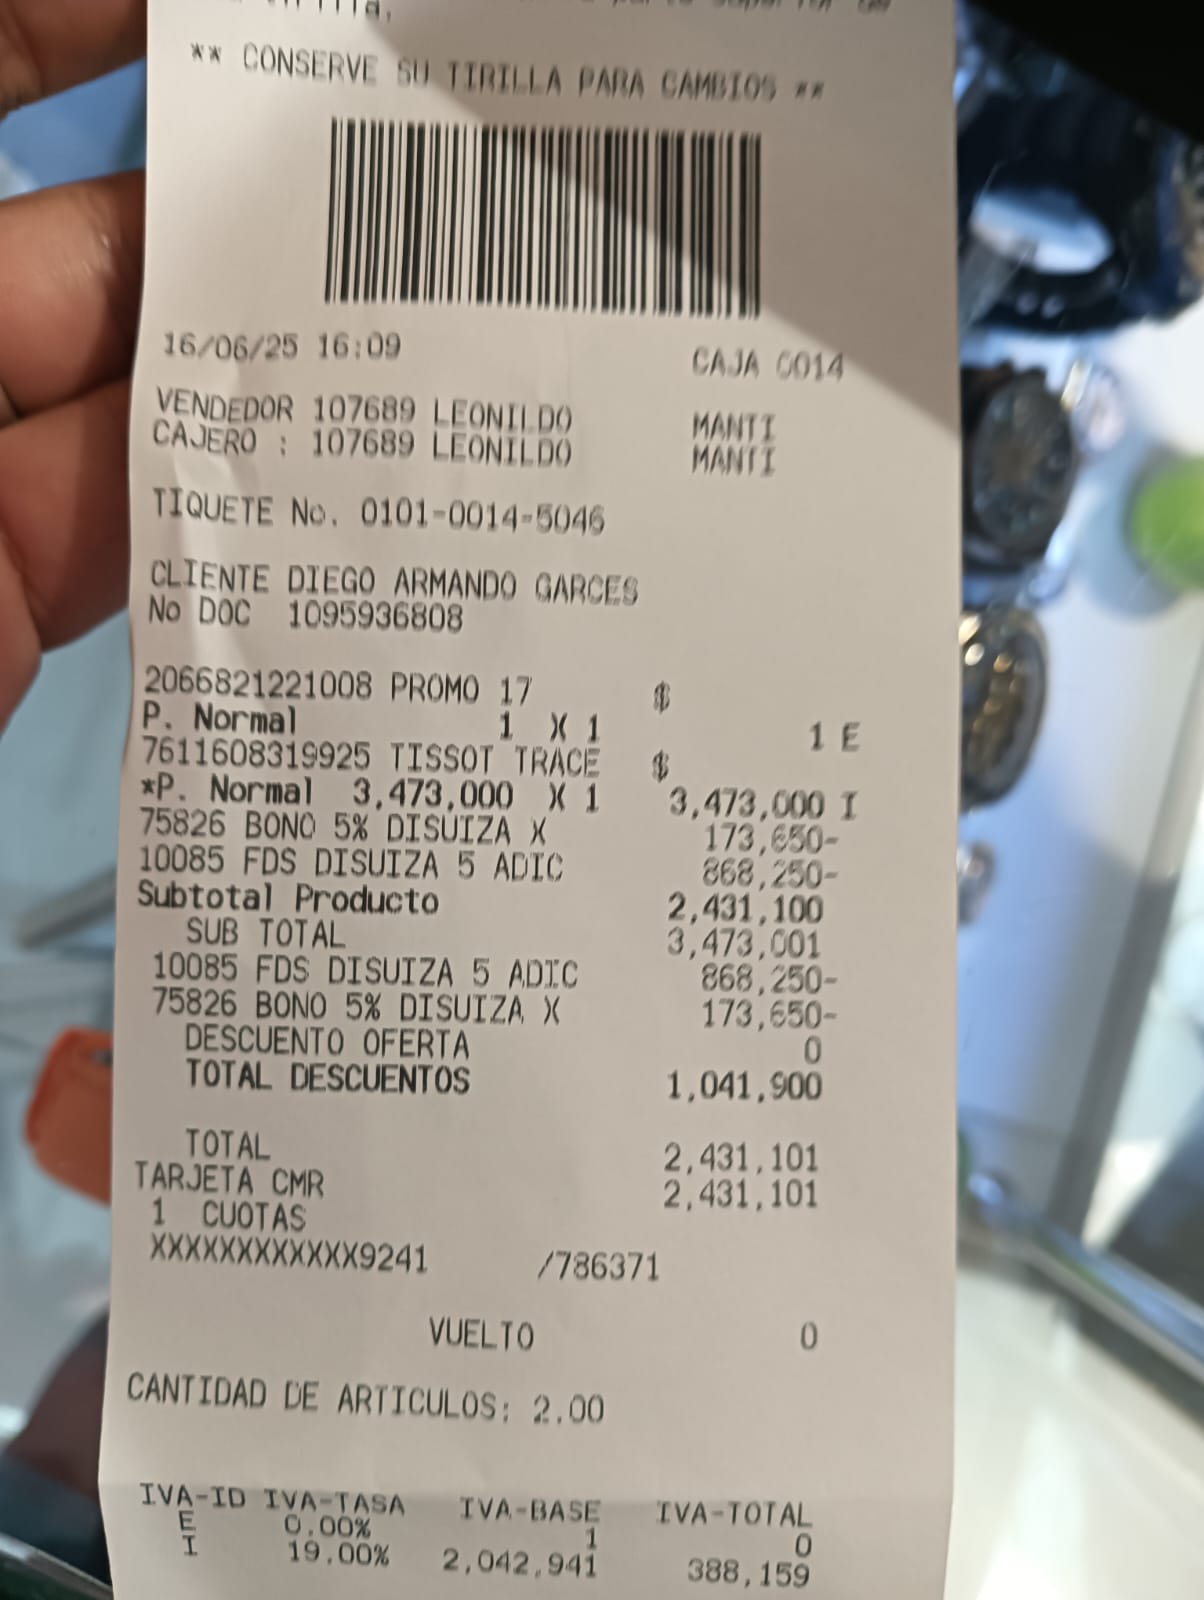 ** CONSERVE SU TIRILLA PARA CAMBIOS **
16/06/25 16:09 CAJA 0014
VENDEDOR 107689 LEONILDO MANTI
CAJERO : 107689 LEONILDO MANTI
TIQUETE No. 0101-0014-5046
CLIENTE DIEGO ARMANDO GARCES
No DOC 1095936808
2066821221008 PROMO 17 $
P. Normal 1 X 1 1 E
7611608319925 TISSOT TRACE $
*P. Normal 3,473,000 X 1 3,473,000 I
75826 BONO 5% DISUIZA X 173,650-
10085 FDS DISUIZA 5 ADIC 868,250-
Subtotal Producto 2,431,100
SUB TOTAL 3,473,001
10085 FDS DISUIZA 5 ADIC 868,250-
75826 BONO 5% DISUIZA X 173,650-
DESCUENTO OFERTA 0
TOTAL DESCUENTOS 1,041,900
TOTAL 2,431,101
TARJETA CMR 2,431,101
1 CUOTAS
XXXXXXXXXXXX9241 /786371
VUELTO 0
CANTIDAD DE ARTICULOS: 2.00
IVA-ID IVA-TASA IVA-BASE IVA-TOTAL
E 0.00% 1 0
I 19.00% 2,042,941 388,159